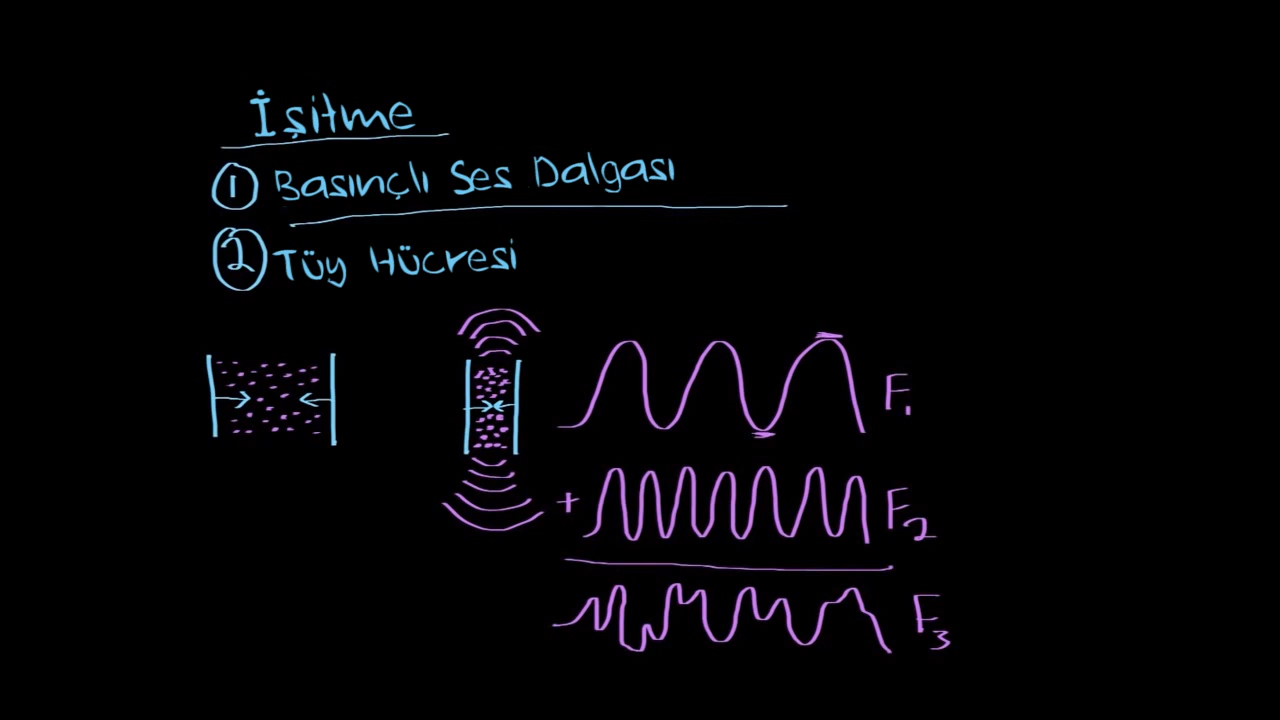 İşitme
1 Basınçlı Ses Dalgası
2 Tüy Hücresi
F1
+ F2
F3